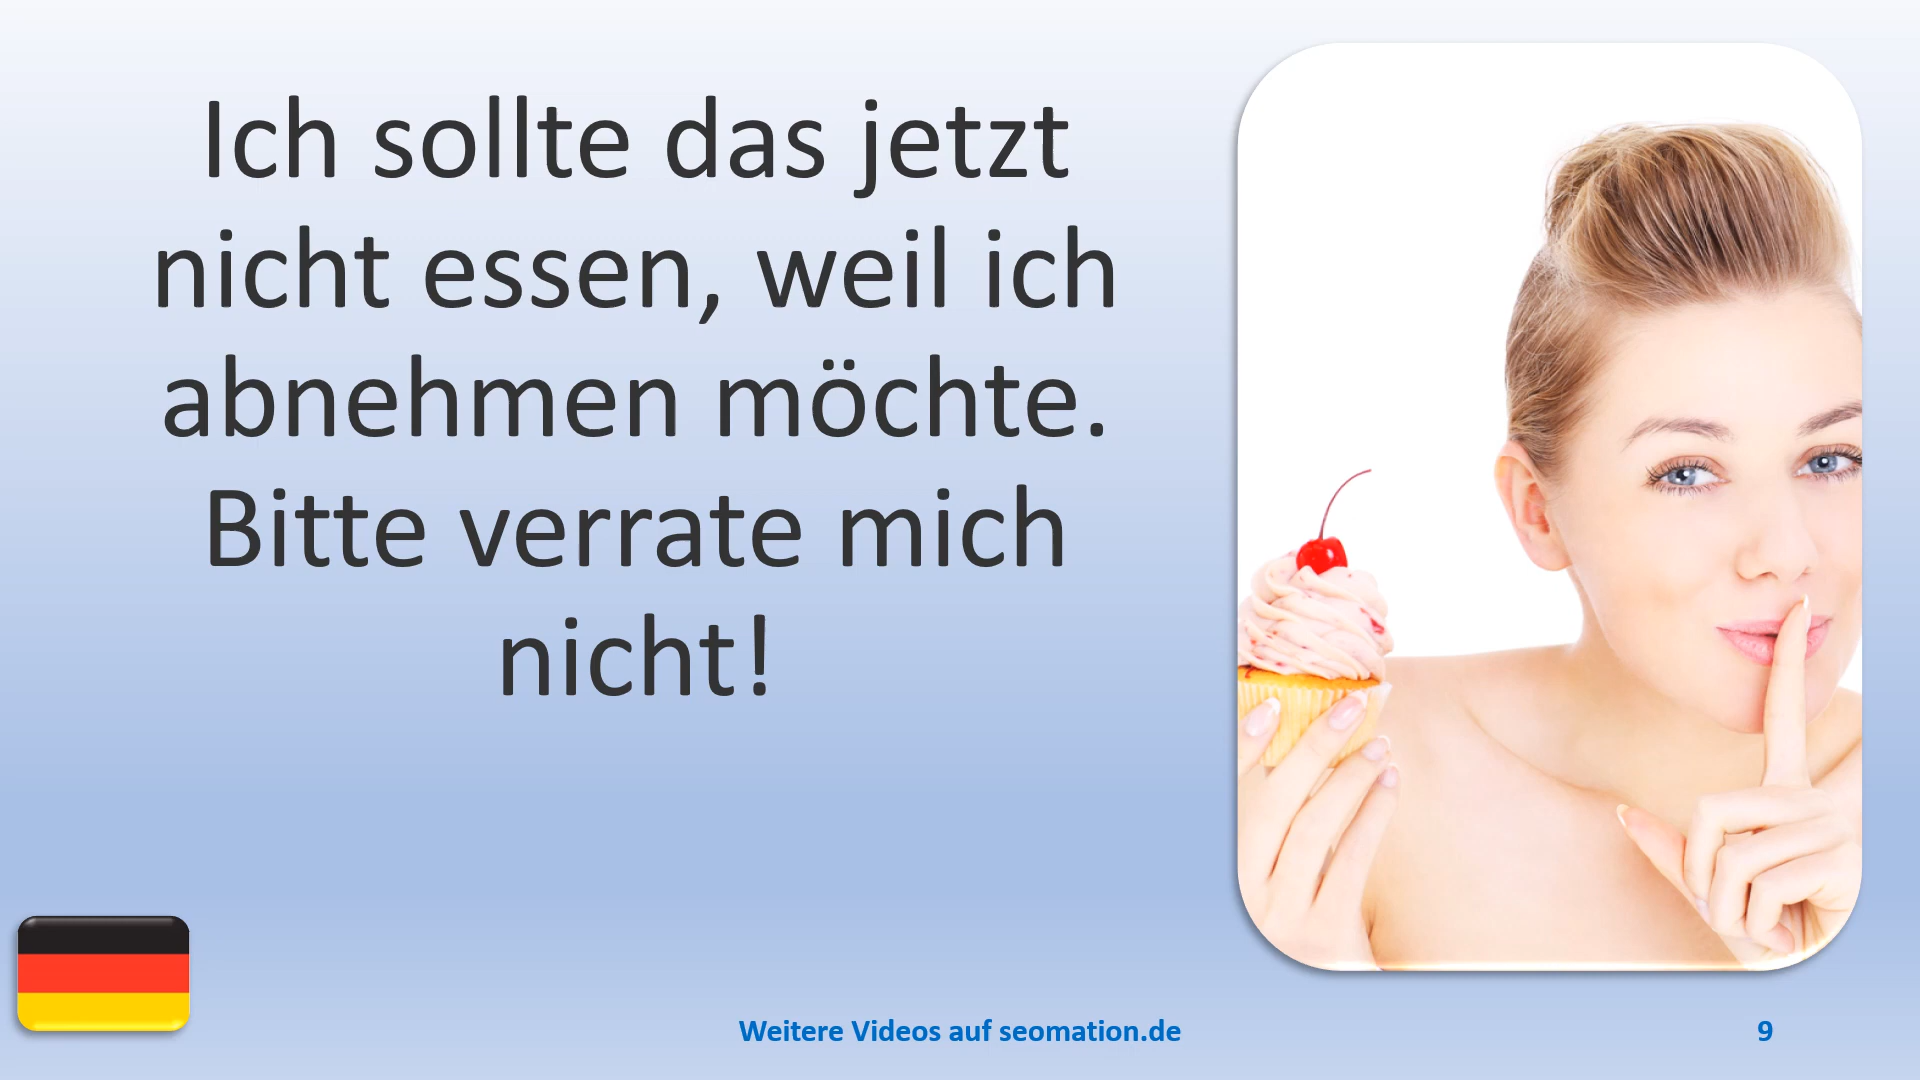 Ich sollte das jetzt
nicht essen, weil ich
abnehmen möchte.
Bitte verrate mich
nicht!
Weitere Videos auf seomation.de
9